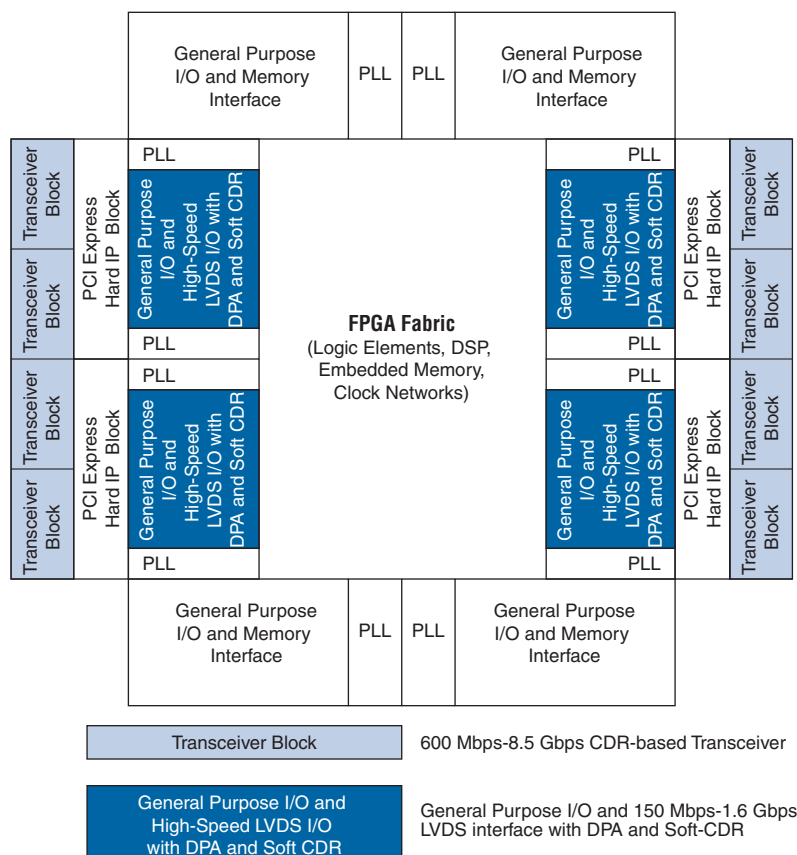 General Purpose
I/O and Memory
Interface
PLL
PLL
General Purpose
I/O and Memory
Interface
Transceiver
Block
Transceiver
Block
PCI Express
Hard IP Block
PLL
General Purpose
I/O and
High-Speed
LVDS I/O with
DPA and Soft CDR
PLL
PLL
General Purpose
I/O and
High-Speed
LVDS I/O with
DPA and Soft CDR
PLL
PCI Express
Hard IP Block
Transceiver
Block
Transceiver
Block
FPGA Fabric
(Logic Elements, DSP,
Embedded Memory,
Clock Networks)
Transceiver
Block
Transceiver
Block
PCI Express
Hard IP Block
PLL
General Purpose
I/O and
High-Speed
LVDS I/O with
DPA and Soft CDR
PLL
PLL
General Purpose
I/O and
High-Speed
LVDS I/O with
DPA and Soft CDR
PLL
PCI Express
Hard IP Block
Transceiver
Block
Transceiver
Block
General Purpose
I/O and Memory
Interface
PLL
PLL
General Purpose
I/O and Memory
Interface
Transceiver Block
600 Mbps-8.5 Gbps CDR-based Transceiver
General Purpose I/O and
High-Speed LVDS I/O
with DPA and Soft CDR
General Purpose I/O and 150 Mbps-1.6 Gbps
LVDS interface with DPA and Soft-CDR